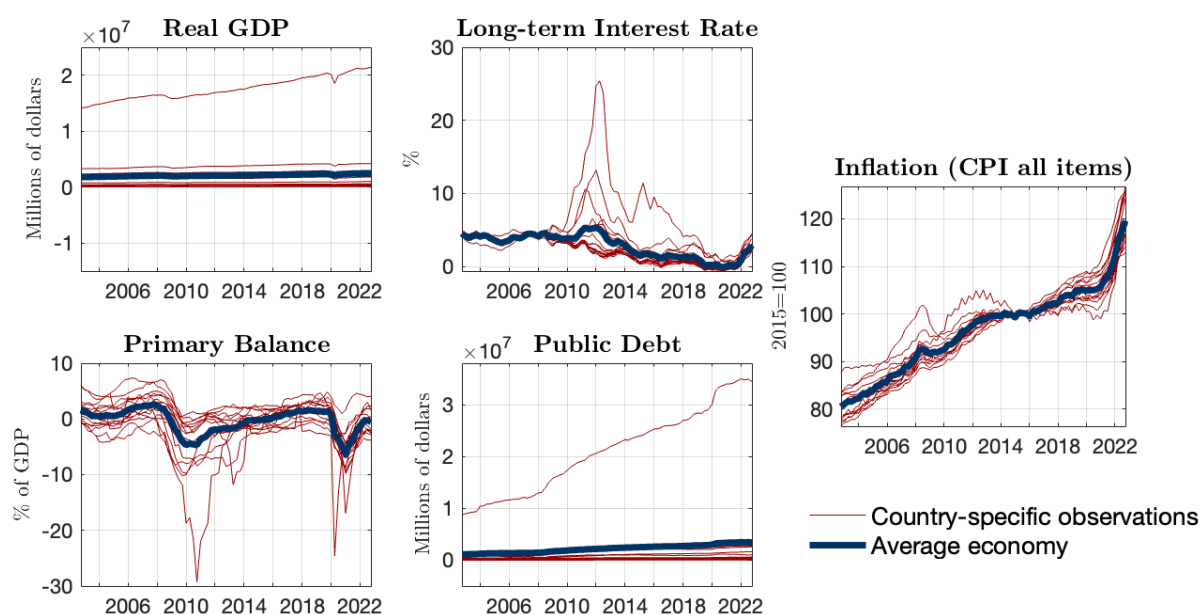 Real GDP
×10⁷
Millions of dollars
2
1
0
-1
2006 2010 2014 2018 2022
Long-term Interest Rate
%
30
20
10
0
2006 2010 2014 2018 2022
Primary Balance
% of GDP
10
0
-10
-20
-30
2006 2010 2014 2018 2022
Public Debt
×10⁷
Millions of dollars
3
2
1
0
2006 2010 2014 2018 2022
Inflation (CPI all items)
2015=100
120
110
100
90
80
2006 2010 2014 2018 2022
Country-specific observations
Average economy